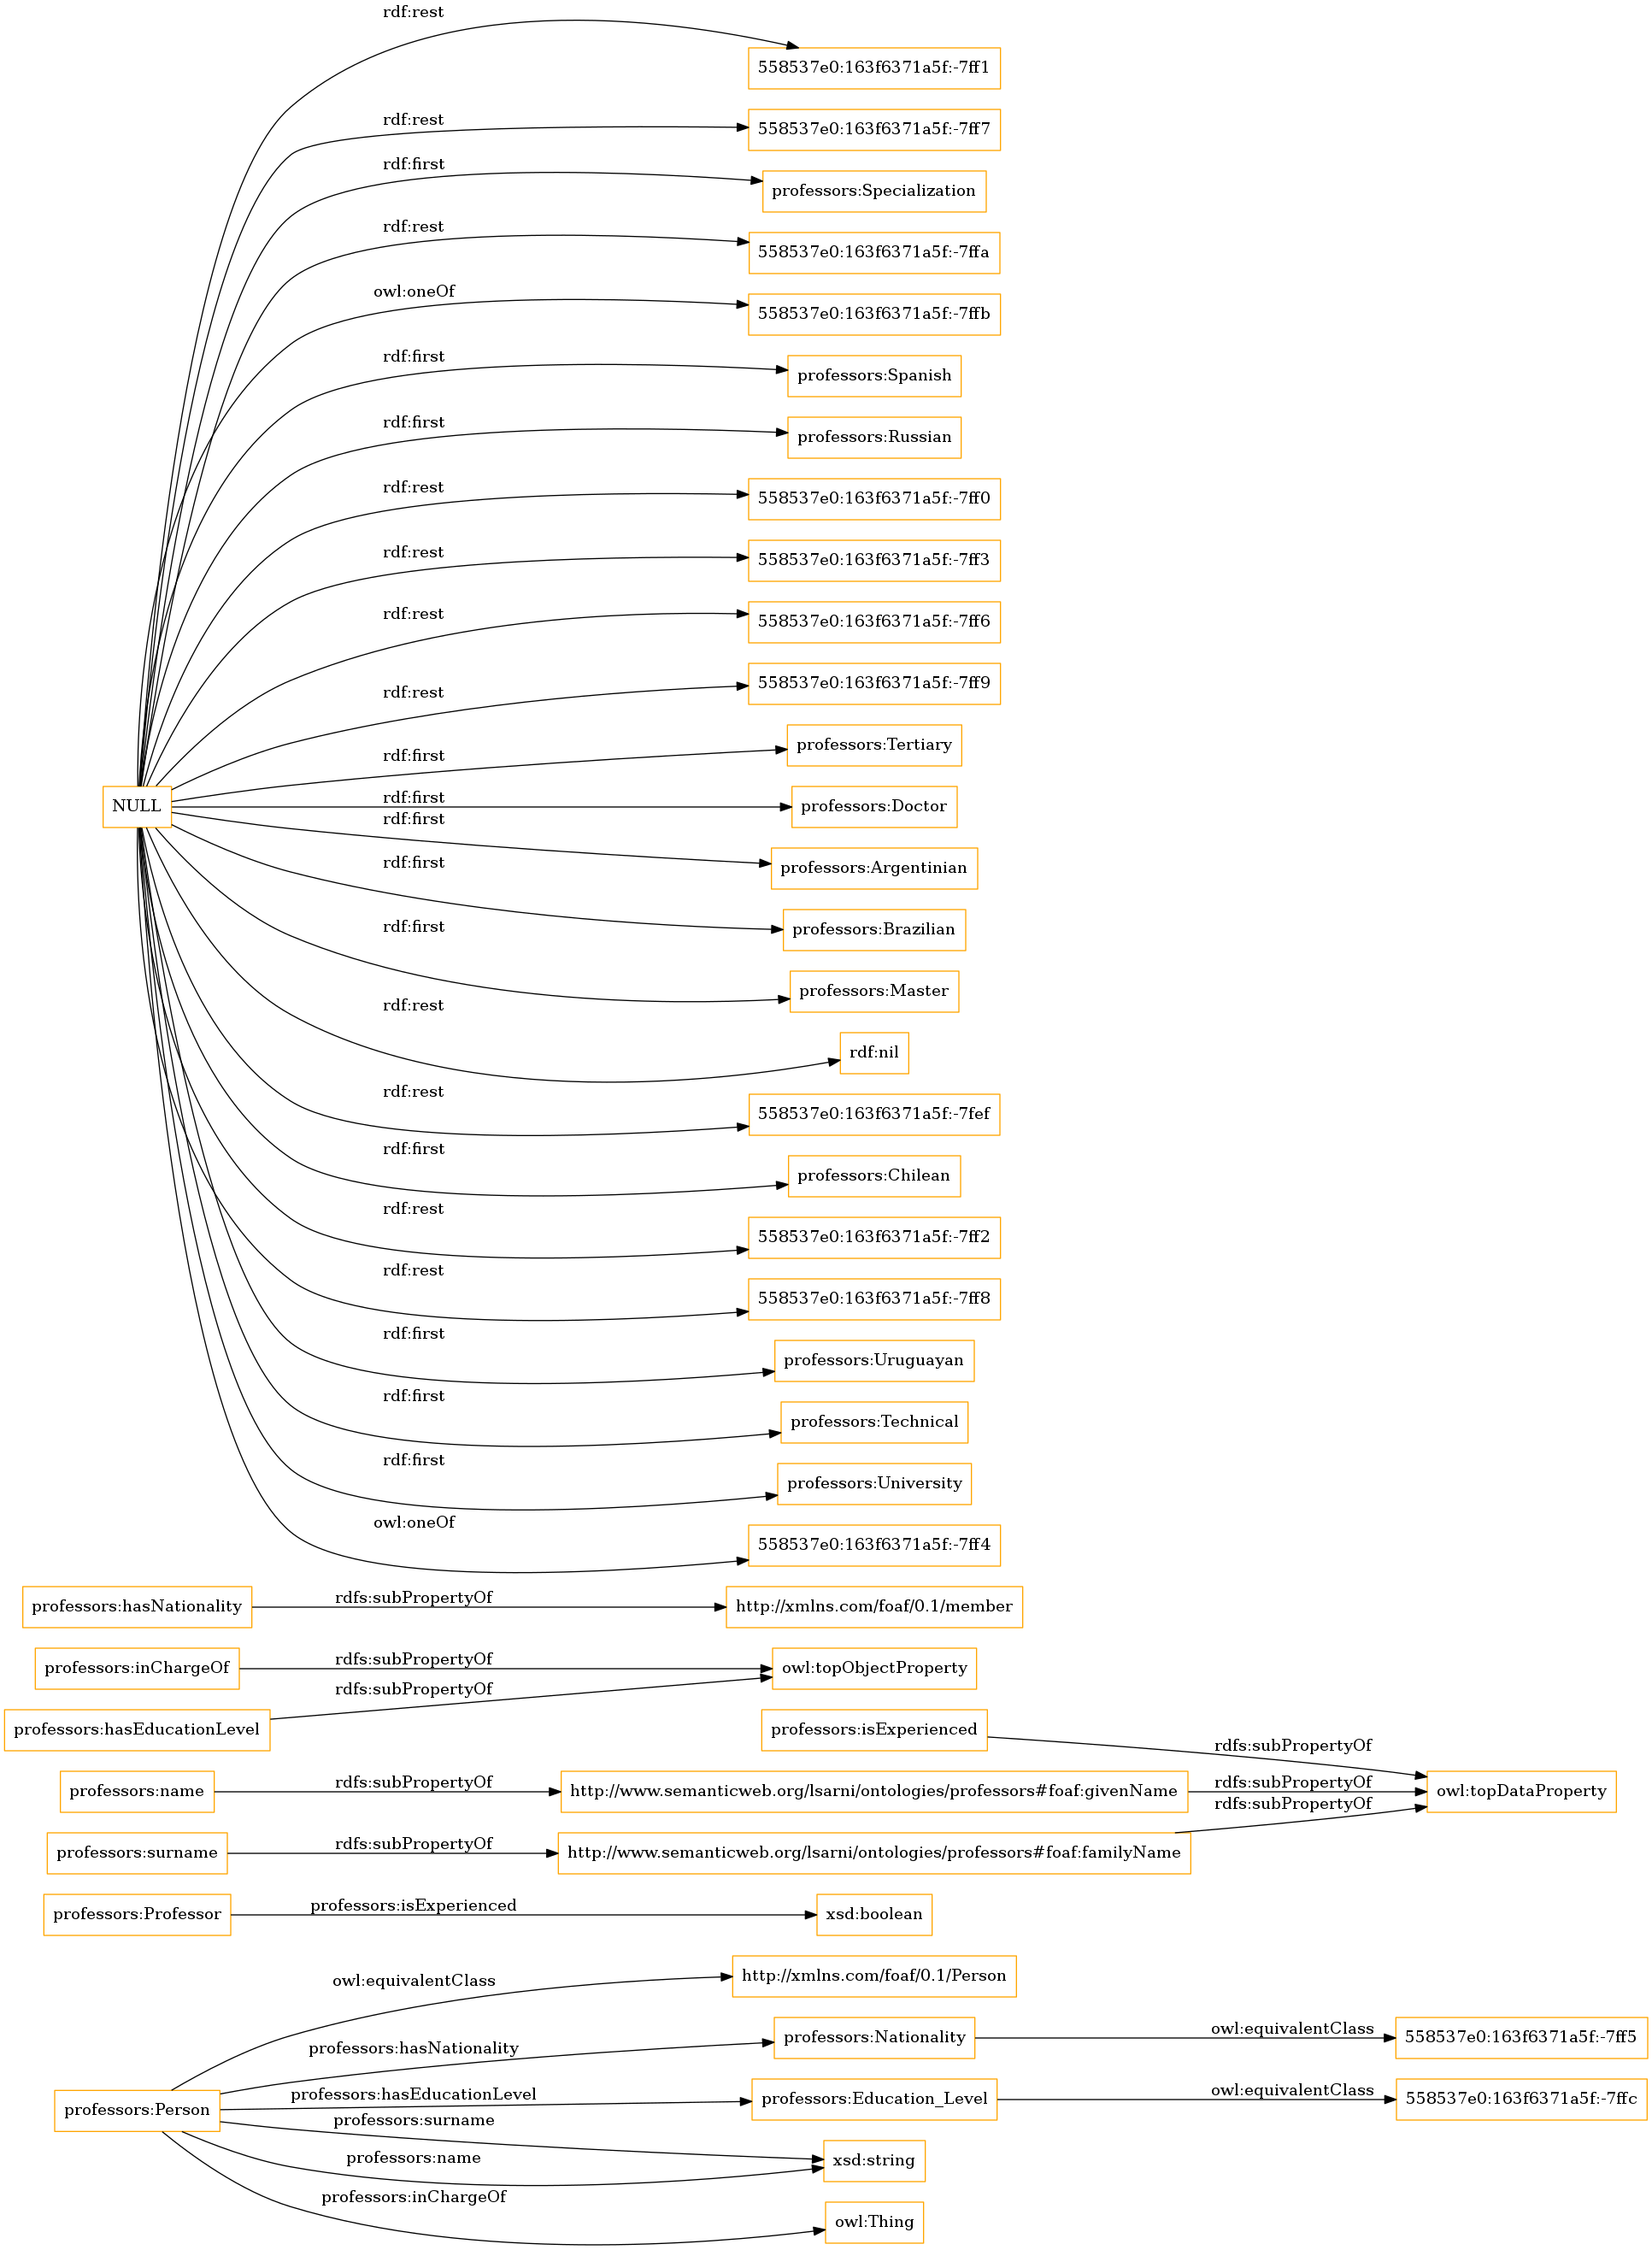 rdf:rest
558537e0:163f6371a5f:-7ff1
rdf:rest
558537e0:163f6371a5f:-7ff7
rdf:first
professors:Specialization
rdf:rest
558537e0:163f6371a5f:-7ffa
owl:oneOf
558537e0:163f6371a5f:-7ffb
rdf:first
professors:Spanish
rdf:first
professors:Russian
rdf:rest
558537e0:163f6371a5f:-7ff0
rdf:rest
558537e0:163f6371a5f:-7ff3
rdf:rest
558537e0:163f6371a5f:-7ff6
rdf:rest
558537e0:163f6371a5f:-7ff9
rdf:first
professors:Tertiary
NULL
rdf:first
professors:Doctor
rdf:first
professors:Argentinian
rdf:first
professors:Brazilian
rdf:first
professors:Master
rdf:rest
rdf:nil
rdf:rest
558537e0:163f6371a5f:-7fef
rdf:first
professors:Chilean
rdf:rest
558537e0:163f6371a5f:-7ff2
rdf:rest
558537e0:163f6371a5f:-7ff8
rdf:first
professors:Uruguayan
rdf:first
professors:Technical
rdf:first
professors:University
owl:oneOf
558537e0:163f6371a5f:-7ff4
professors:hasNationality
rdfs:subPropertyOf
http://xmlns.com/foaf/0.1/member
professors:inChargeOf
rdfs:subPropertyOf
owl:topObjectProperty
professors:hasEducationLevel
rdfs:subPropertyOf
professors:isExperienced
rdfs:subPropertyOf
professors:name
rdfs:subPropertyOf
http://www.semanticweb.org/lsarni/ontologies/professors#foaf:givenName
rdfs:subPropertyOf
owl:topDataProperty
professors:surname
rdfs:subPropertyOf
http://www.semanticweb.org/lsarni/ontologies/professors#foaf:familyName
rdfs:subPropertyOf
professors:Professor
professors:isExperienced
xsd:boolean
owl:equivalentClass
http://xmlns.com/foaf/0.1/Person
professors:hasNationality
professors:Nationality
owl:equivalentClass
558537e0:163f6371a5f:-7ff5
professors:Person
professors:hasEducationLevel
professors:Education_Level
owl:equivalentClass
558537e0:163f6371a5f:-7ffc
professors:surname
xsd:string
professors:name
professors:inChargeOf
owl:Thing